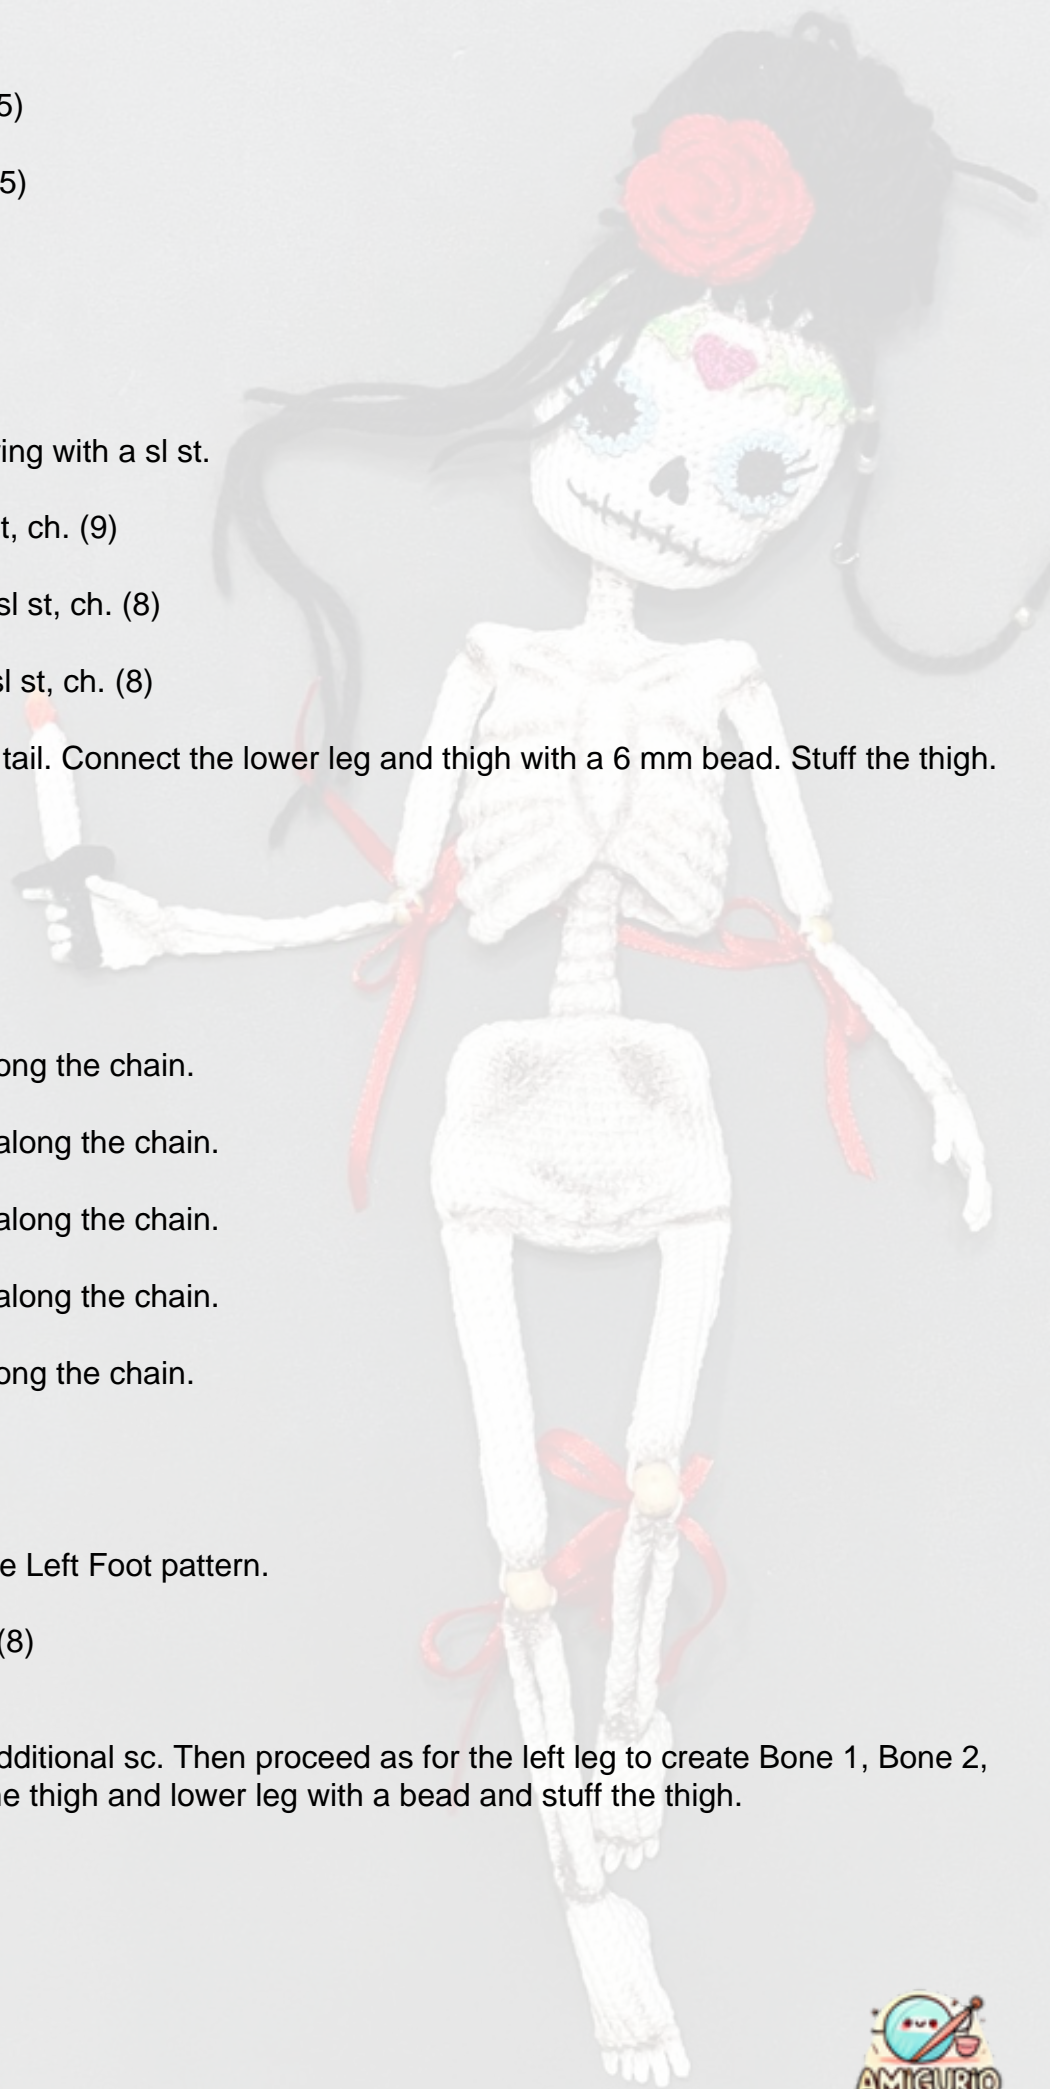 5)
5)
ing with a sl st.
t, ch. (9)
sl st, ch. (8)
sl st, ch. (8)
tail. Connect the lower leg and thigh with a 6 mm bead. Stuff the thigh.
ong the chain.
along the chain.
along the chain.
along the chain.
ong the chain.
e Left Foot pattern.
(8)
dditional sc. Then proceed as for the left leg to create Bone 1, Bone 2,
e thigh and lower leg with a bead and stuff the thigh.
AMIGURIO